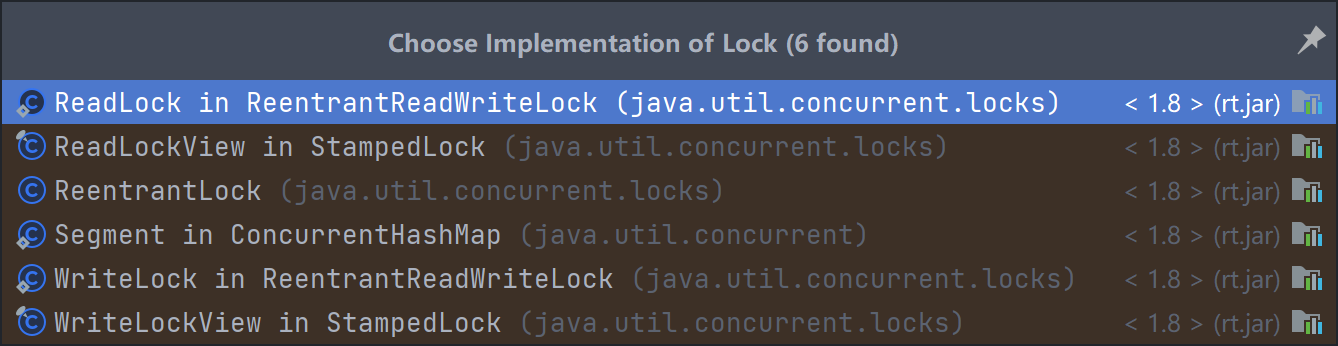 Choose Implementation of Lock (6 found)
ReadLock in ReentrantReadWriteLock (java.util.concurrent.locks) < 1.8 > (rt.jar)
ReadLockView in StampedLock (java.util.concurrent.locks) < 1.8 > (rt.jar)
ReentrantLock (java.util.concurrent.locks) < 1.8 > (rt.jar)
Segment in ConcurrentHashMap (java.util.concurrent) < 1.8 > (rt.jar)
WriteLock in ReentrantReadWriteLock (java.util.concurrent.locks) < 1.8 > (rt.jar)
WriteLockView in StampedLock (java.util.concurrent.locks) < 1.8 > (rt.jar)